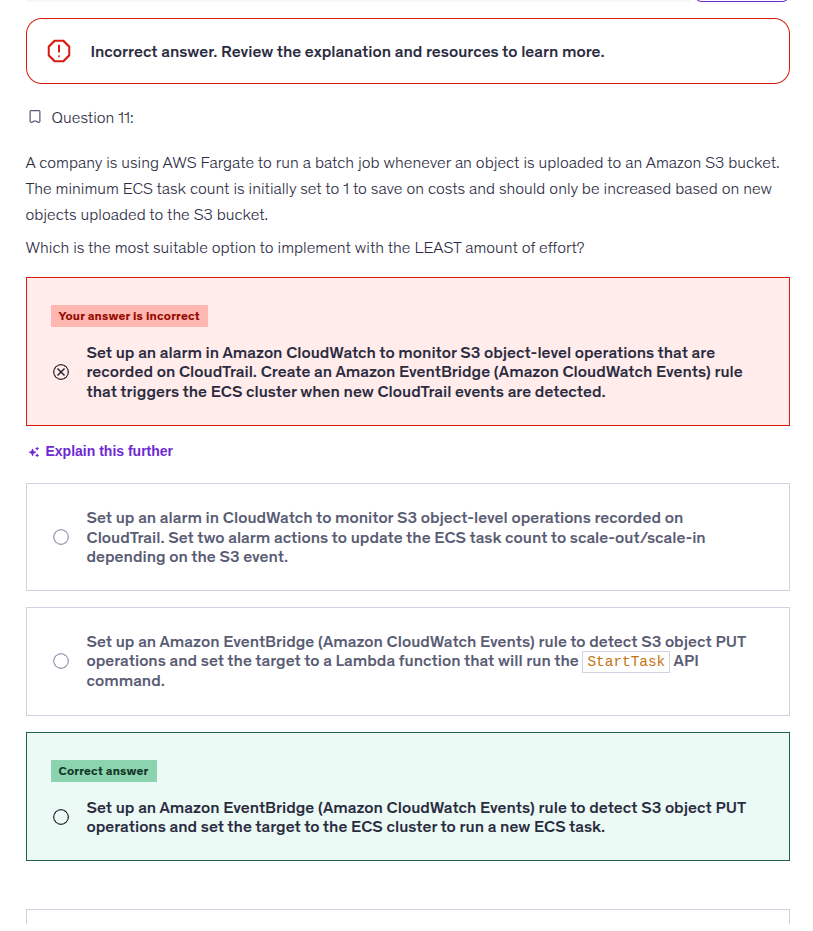 Incorrect answer. Review the explanation and resources to learn more.
Question 11:
A company is using AWS Fargate to run a batch job whenever an object is uploaded to an Amazon S3 bucket.
The minimum ECS task count is initially set to 1 to save on costs and should only be increased based on new
objects uploaded to the S3 bucket.
Which is the most suitable option to implement with the LEAST amount of effort?
Your answer is incorrect
Set up an alarm in Amazon CloudWatch to monitor S3 object-level operations that are
recorded on CloudTrail. Create an Amazon EventBridge (Amazon CloudWatch Events) rule
that triggers the ECS cluster when new CloudTrail events are detected.
Explain this further
Set up an alarm in CloudWatch to monitor S3 object-level operations recorded on
CloudTrail. Set two alarm actions to update the ECS task count to scale-out/scale-in
depending on the S3 event.
Set up an Amazon EventBridge (Amazon CloudWatch Events) rule to detect S3 object PUT
operations and set the target to a Lambda function that will run the StartTask API
command.
Correct answer
Set up an Amazon EventBridge (Amazon CloudWatch Events) rule to detect S3 object PUT
operations and set the target to the ECS cluster to run a new ECS task.